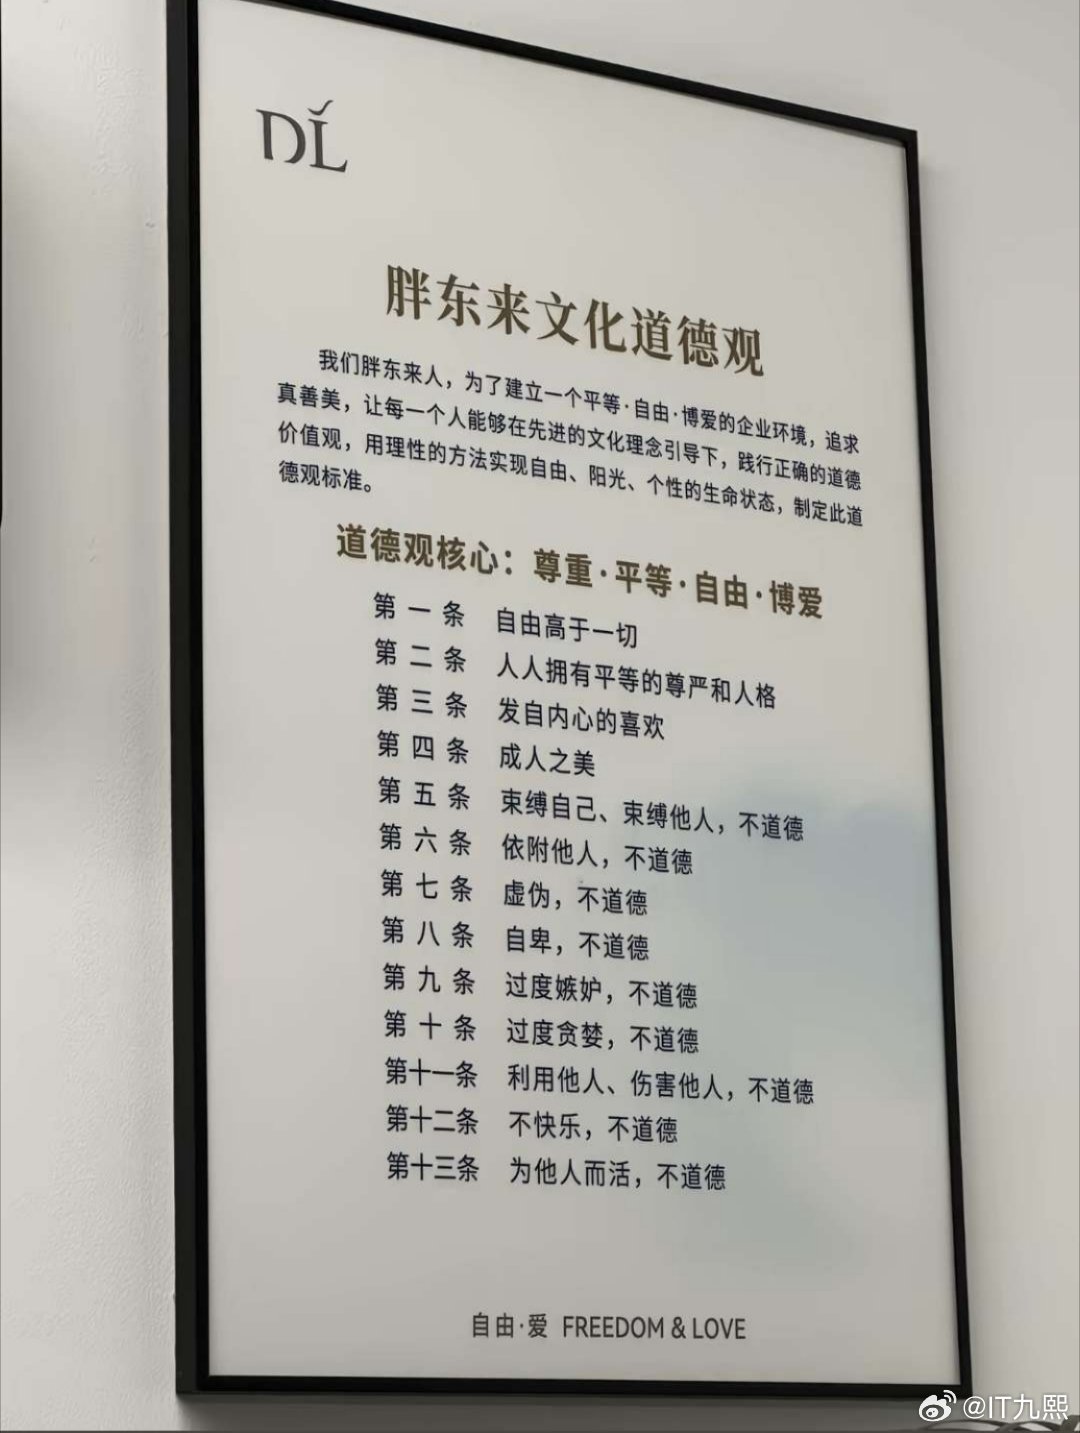 DL
胖东来文化道德观
我们胖东来人，为了建立一个平等·自由·博爱的企业环境，追求
真善美，让每一个人能够在先进的文化理念引导下，践行正确的道德
价值观，用理性的方法实现自由、阳光、个性的生命状态，制定此道
德观标准。
道德观核心：尊重·平等·自由·博爱
第一条 自由高于一切
第二条 人人拥有平等的尊严和人格
第三条 发自内心的喜欢
第四条 成人之美
第五条 束缚自己、束缚他人，不道德
第六条 依附他人，不道德
第七条 虚伪，不道德
第八条 自卑，不道德
第九条 过度嫉妒，不道德
第十条 过度贪婪，不道德
第十一条 利用他人、伤害他人，不道德
第十二条 不快乐，不道德
第十三条 为他人而活，不道德
自由·爱 FREEDOM & LOVE
@IT九熙